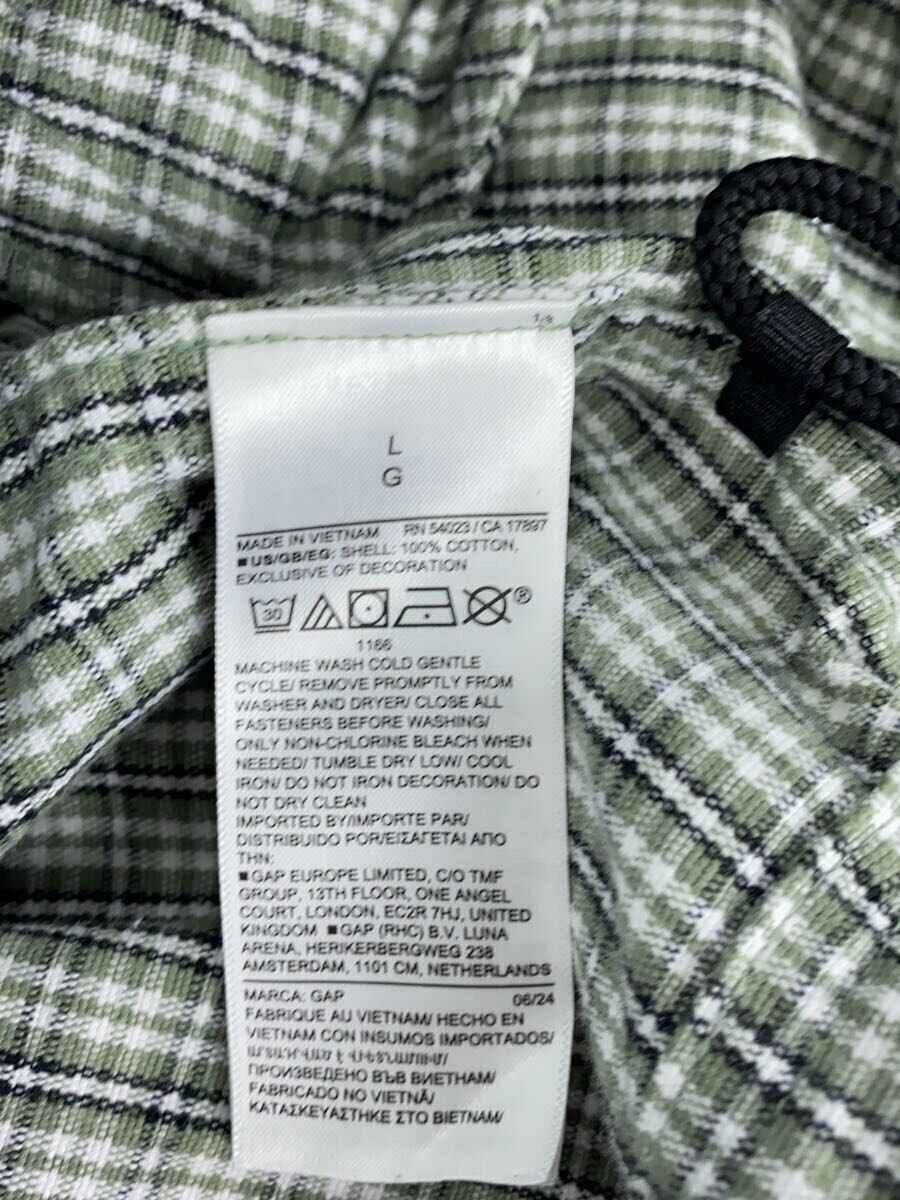 1/3
L
G
MADE IN VIETNAM RN 54023 / CA 17897
■US/GB/EG: SHELL: 100% COTTON,
EXCLUSIVE OF DECORATION
30 ®
1166
MACHINE WASH COLD GENTLE
CYCLE/ REMOVE PROMPTLY FROM
WASHER AND DRYER/ CLOSE ALL
FASTENERS BEFORE WASHING/
ONLY NON-CHLORINE BLEACH WHEN
NEEDED/ TUMBLE DRY LOW/ COOL
IRON/ DO NOT IRON DECORATION/ DO
NOT DRY CLEAN
IMPORTED BY/IMPORTE PAR/
DISTRIBUIDO POR/ΕΙΣΑΓΕΤΑΙ ΑΠΟ
ΤΗΝ:
■GAP EUROPE LIMITED, C/O TMF
GROUP, 13TH FLOOR, ONE ANGEL
COURT, LONDON, EC2R 7HJ, UNITED
KINGDOM ■GAP (RHC) B.V. LUNA
ARENA, HERIKERBERGWEG 238
AMSTERDAM, 1101 CM, NETHERLANDS
MARCA: GAP 06/24
FABRIQUE AU VIETNAM/ HECHO EN
VIETNAM CON INSUMOS IMPORTADOS/
ԱՐՏԱԴՐՎԱԾ Է ՎԻԵՏՆԱՄՈՒՄ/
ПРОИЗВЕДЕНО ВЪВ ВИЕТНАМ/
FABRICADO NO VIETNÃ/
ΚΑΤΑΣΚΕΥΑΣΤΗΚΕ ΣΤΟ ΒΙΕΤΝΑΜ/